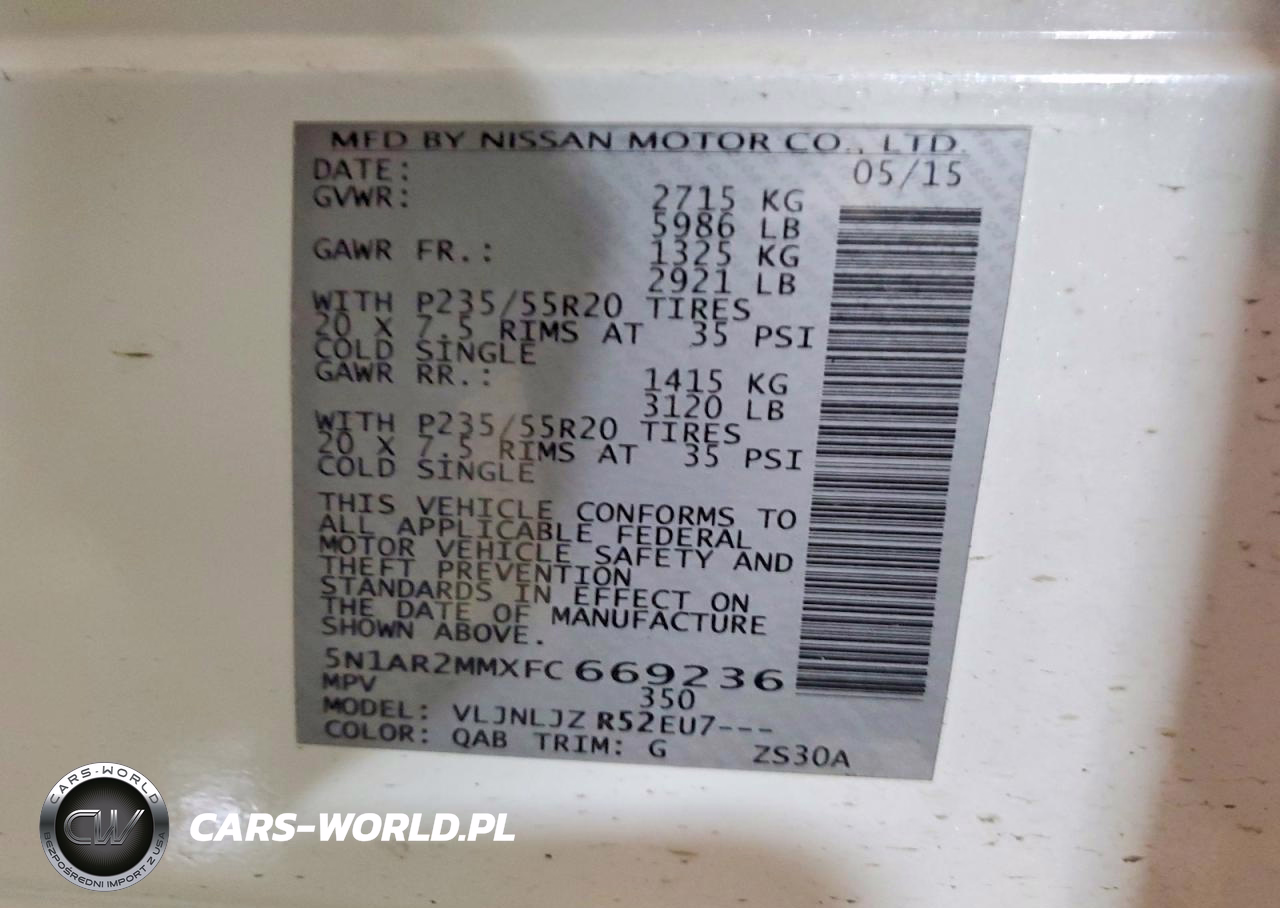 MFD BY NISSAN MOTOR CO., LTD.
DATE: 05/15
GVWR: 2715 KG
5986 LB
GAWR FR.: 1325 KG
2921 LB
WITH P235/55R20 TIRES
20 X 7.5 RIMS AT 35 PSI
COLD SINGLE
GAWR RR.: 1415 KG
3120 LB
WITH P235/55R20 TIRES
20 X 7.5 RIMS AT 35 PSI
COLD SINGLE
THIS VEHICLE CONFORMS TO
ALL APPLICABLE FEDERAL
MOTOR VEHICLE SAFETY AND
THEFT PREVENTION
STANDARDS IN EFFECT ON
THE DATE OF MANUFACTURE
SHOWN ABOVE.
5N1AR2MMXFC669236
MPV 350
MODEL: VLJNLJZ R52EU7---
COLOR: QAB TRIM: G ZS30A
CARS-WORLD
CW
BEZPOŚREDNI IMPORT Z USA
CARS-WORLD.PL